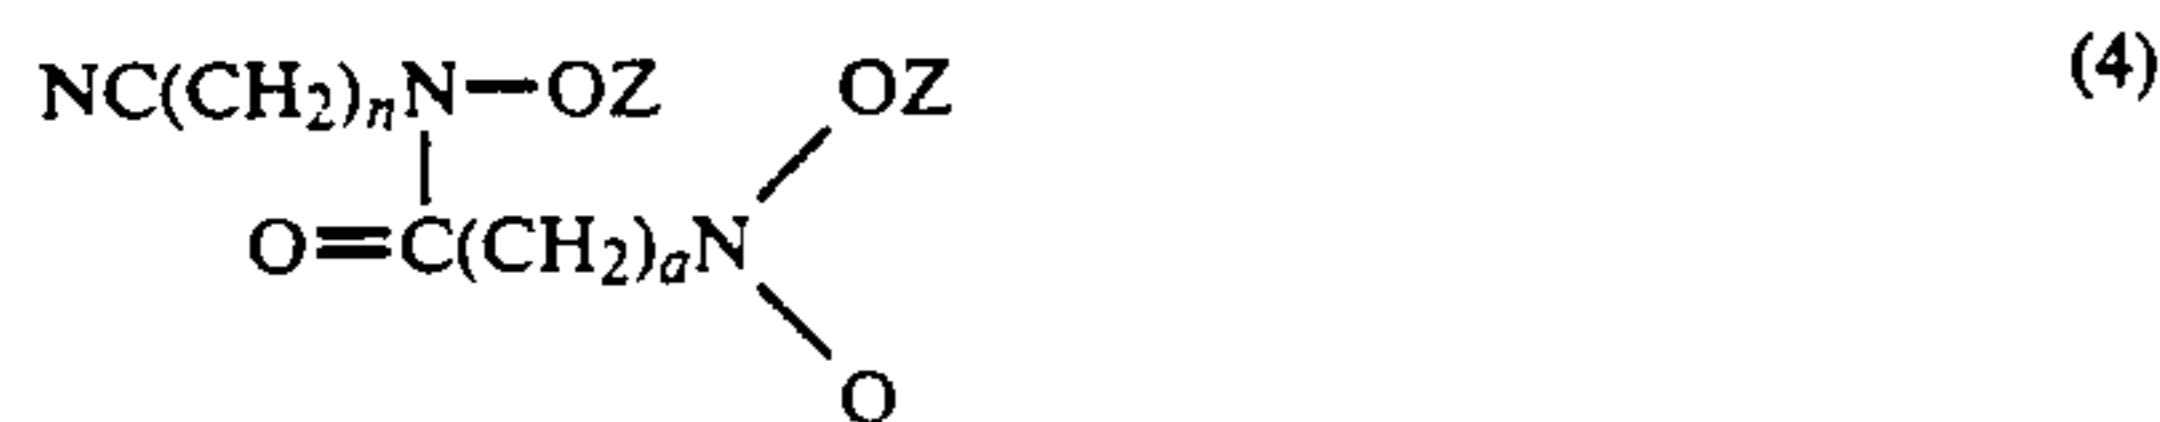 NC(CH2)nN—OZ OZ (4)
O=C(CH2)aN
O